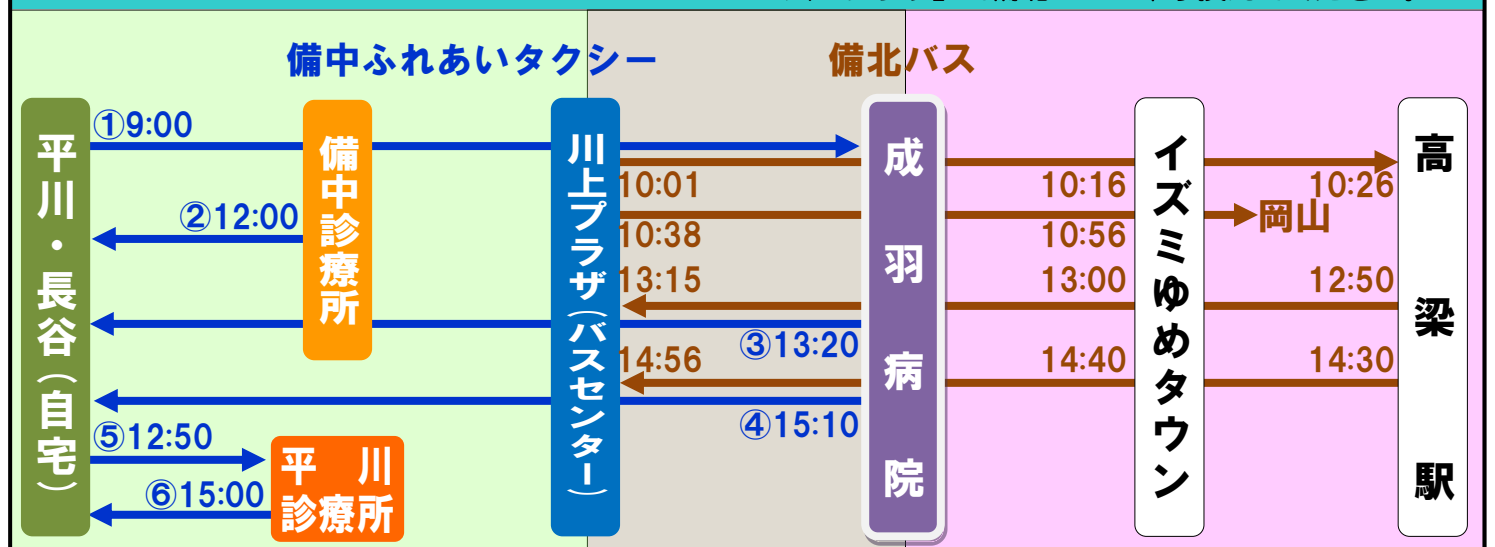 備中ふれあいタクシー
備北バス
平川・長谷（自宅）
備中診療所
川上プラザ（バスセンター）
成羽病院
イズミゆめタウン
高梁駅
①9:00
10:01
10:16
10:26
②12:00
10:38
10:56
岡山
13:15
13:00
12:50
③13:20
14:56
14:40
14:30
④15:10
⑤12:50
平川
診療所
⑥15:00